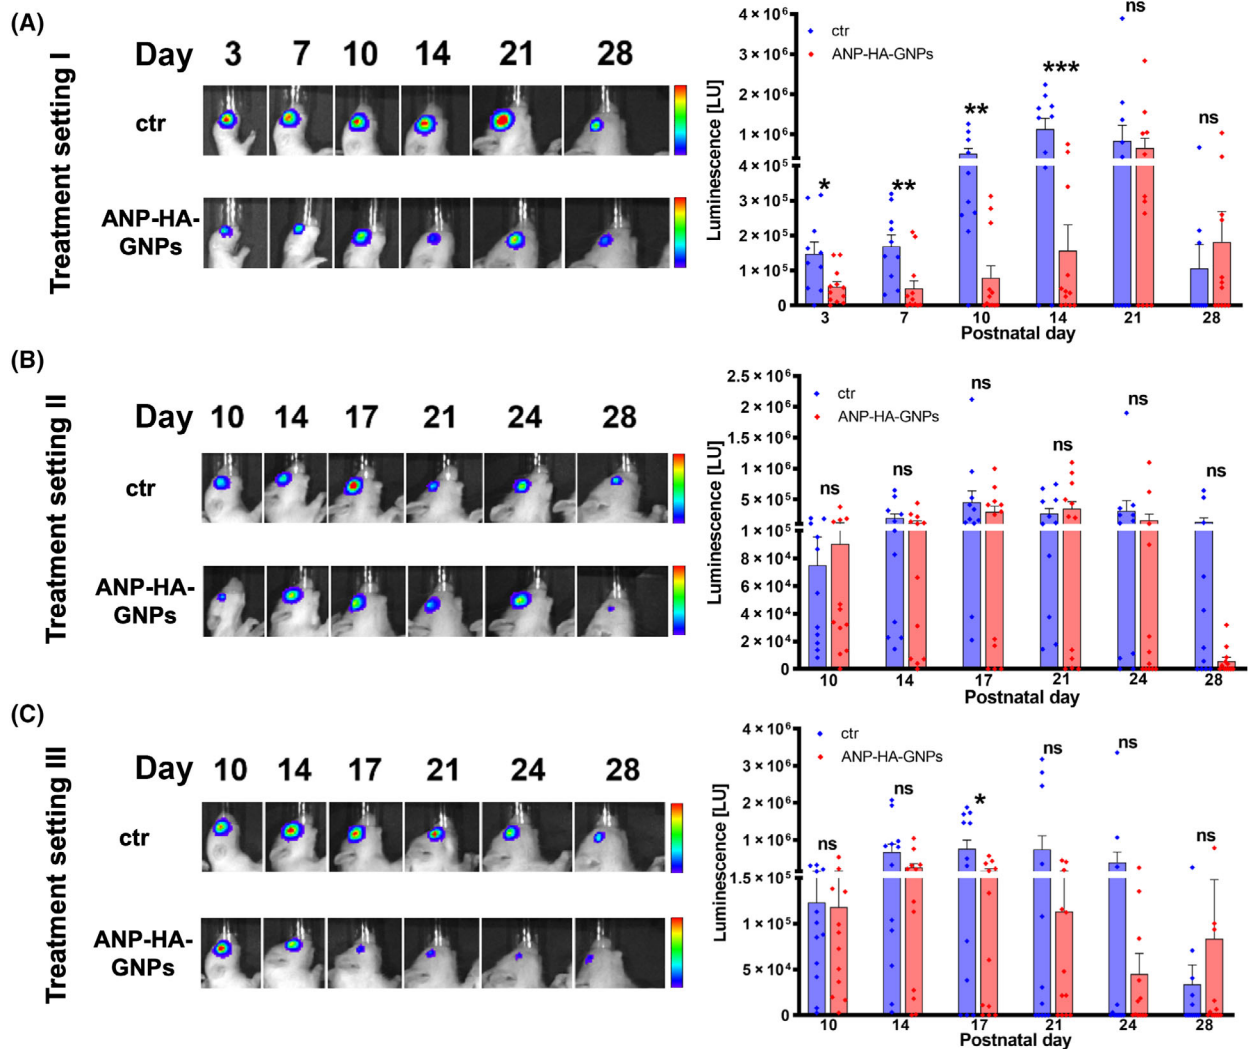 (A)
Treatment setting I
Day 3 7 10 14 21 28
ctr
ANP-HA-
GNPs
Luminescence [LU]
4 × 10⁶
3 × 10⁶
2 × 10⁶
1 × 10⁶
4 × 10⁵
3 × 10⁵
2 × 10⁵
1 × 10⁵
0
ctr
ANP-HA-GNPs
* ** ** *** ns ns
3 7 10 14 21 28
Postnatal day
(B)
Treatment setting II
Day 10 14 17 21 24 28
ctr
ANP-HA-
GNPs
Luminescence [LU]
2.5 × 10⁶
2 × 10⁶
1.5 × 10⁶
1 × 10⁶
5 × 10⁵
1 × 10⁵
8 × 10⁴
6 × 10⁴
4 × 10⁴
2 × 10⁴
0
ctr
ANP-HA-GNPs
ns ns ns ns ns
10 14 17 21 24 28
Postnatal day
(C)
Treatment setting III
Day 10 14 17 21 24 28
ctr
ANP-HA-
GNPs
Luminescence [LU]
4 × 10⁶
3 × 10⁶
2 × 10⁶
1 × 10⁶
1.5 × 10⁵
1 × 10⁵
5 × 10⁴
0
ctr
ANP-HA-GNPs
ns ns * ns ns ns
10 14 17 21 24 28
Postnatal day